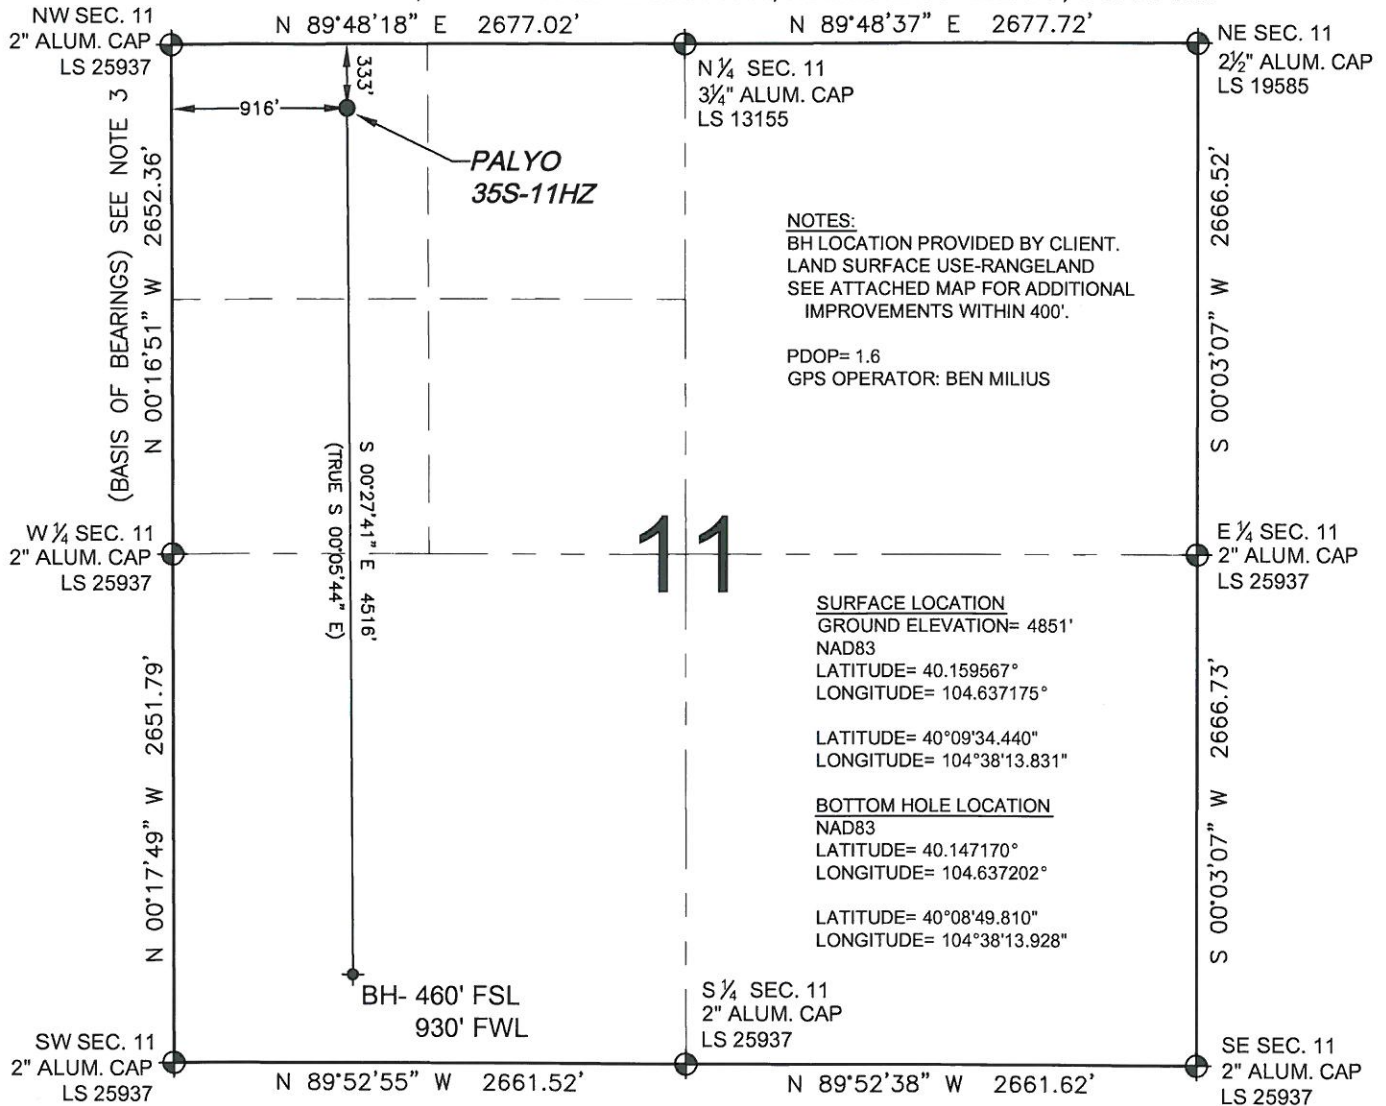 NW SEC. 11
2" ALUM. CAP
LS 25937
N 89°48'18" E 2677.02'
N 89°48'37" E 2677.72'
NE SEC. 11
2½" ALUM. CAP
LS 19585
N ¼ SEC. 11
3¼" ALUM. CAP
LS 13155
333'
916'
PALYO
35S-11HZ
(BASIS OF BEARINGS) SEE NOTE 3
N 00°16'51" W 2652.36'
S 00°03'07" W 2666.52'
NOTES:
BH LOCATION PROVIDED BY CLIENT.
LAND SURFACE USE-RANGELAND
SEE ATTACHED MAP FOR ADDITIONAL
IMPROVEMENTS WITHIN 400'.
PDOP= 1.6
GPS OPERATOR: BEN MILIUS
S 00°27'41" E 4516'
(TRUE S 00°05'44" E)
W ¼ SEC. 11
2" ALUM. CAP
LS 25937
11
E ¼ SEC. 11
2" ALUM. CAP
LS 25937
SURFACE LOCATION
GROUND ELEVATION= 4851'
NAD83
LATITUDE= 40.159567°
LONGITUDE= 104.637175°
LATITUDE= 40°09'34.440"
LONGITUDE= 104°38'13.831"
BOTTOM HOLE LOCATION
NAD83
LATITUDE= 40.147170°
LONGITUDE= 104.637202°
LATITUDE= 40°08'49.810"
LONGITUDE= 104°38'13.928"
N 00°17'49" W 2651.79'
S 00°03'07" W 2666.73'
BH- 460' FSL
930' FWL
S ¼ SEC. 11
2" ALUM. CAP
LS 25937
SW SEC. 11
2" ALUM. CAP
LS 25937
N 89°52'55" W 2661.52'
N 89°52'38" W 2661.62'
SE SEC. 11
2" ALUM. CAP
LS 25937